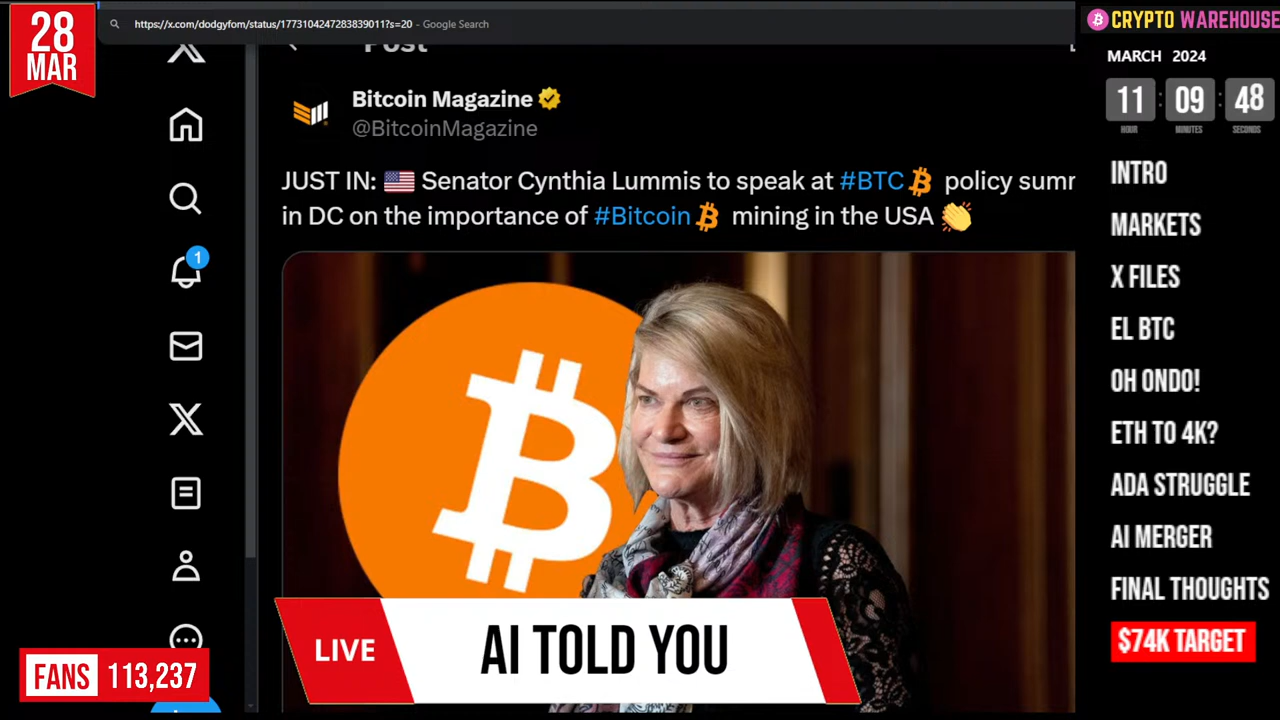 28
MAR
https://x.com/dodgyfom/status/1773104247283839011?s=20 - Google Search
CRYPTO WAREHOUSE
Post
MARCH 2024
11 : 09 : 48
HOUR MINUTES SECONDS
Bitcoin Magazine
@BitcoinMagazine
JUST IN: 🇺🇸 Senator Cynthia Lummis to speak at #BTC policy summ
in DC on the importance of #Bitcoin mining in the USA 👏
1
INTRO
MARKETS
X FILES
EL BTC
OH ONDO!
ETH TO 4K?
ADA STRUGGLE
AI MERGER
FINAL THOUGHTS
$74K TARGET
LIVE
AI TOLD YOU
FANS 113,237